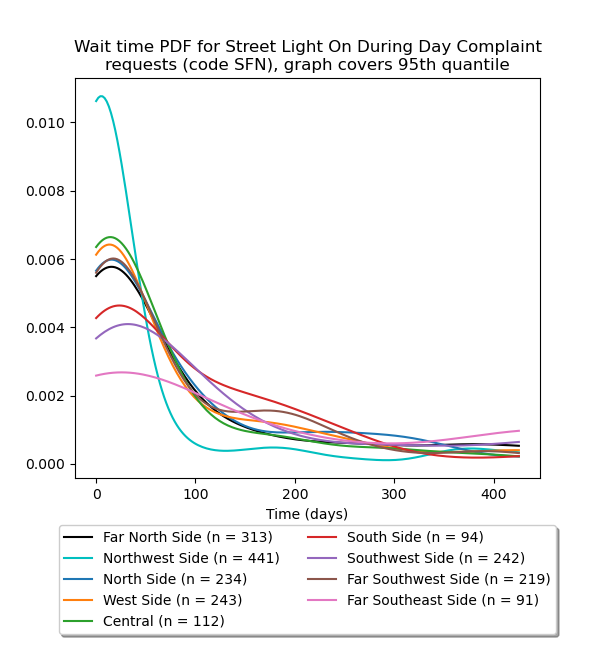 Wait time PDF for Street Light On During Day Complaint
requests (code SFN), graph covers 95th quantile
0.010
0.008
0.006
0.004
0.002
0.000
0 100 200 300 400
Time (days)
Far North Side (n = 313)
Northwest Side (n = 441)
North Side (n = 234)
West Side (n = 243)
Central (n = 112)
South Side (n = 94)
Southwest Side (n = 242)
Far Southwest Side (n = 219)
Far Southeast Side (n = 91)